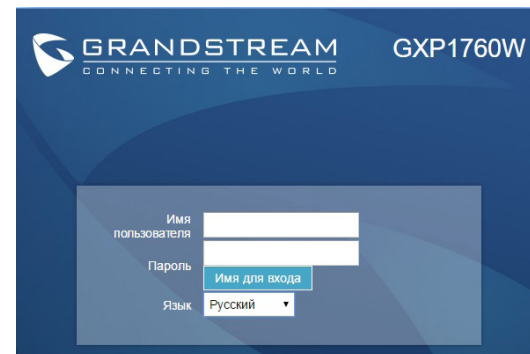 GRANDSTREAM
CONNECTING THE WORLD
GXP1760W
Имя
пользователя
Пароль
Имя для входа
Язык
Русский